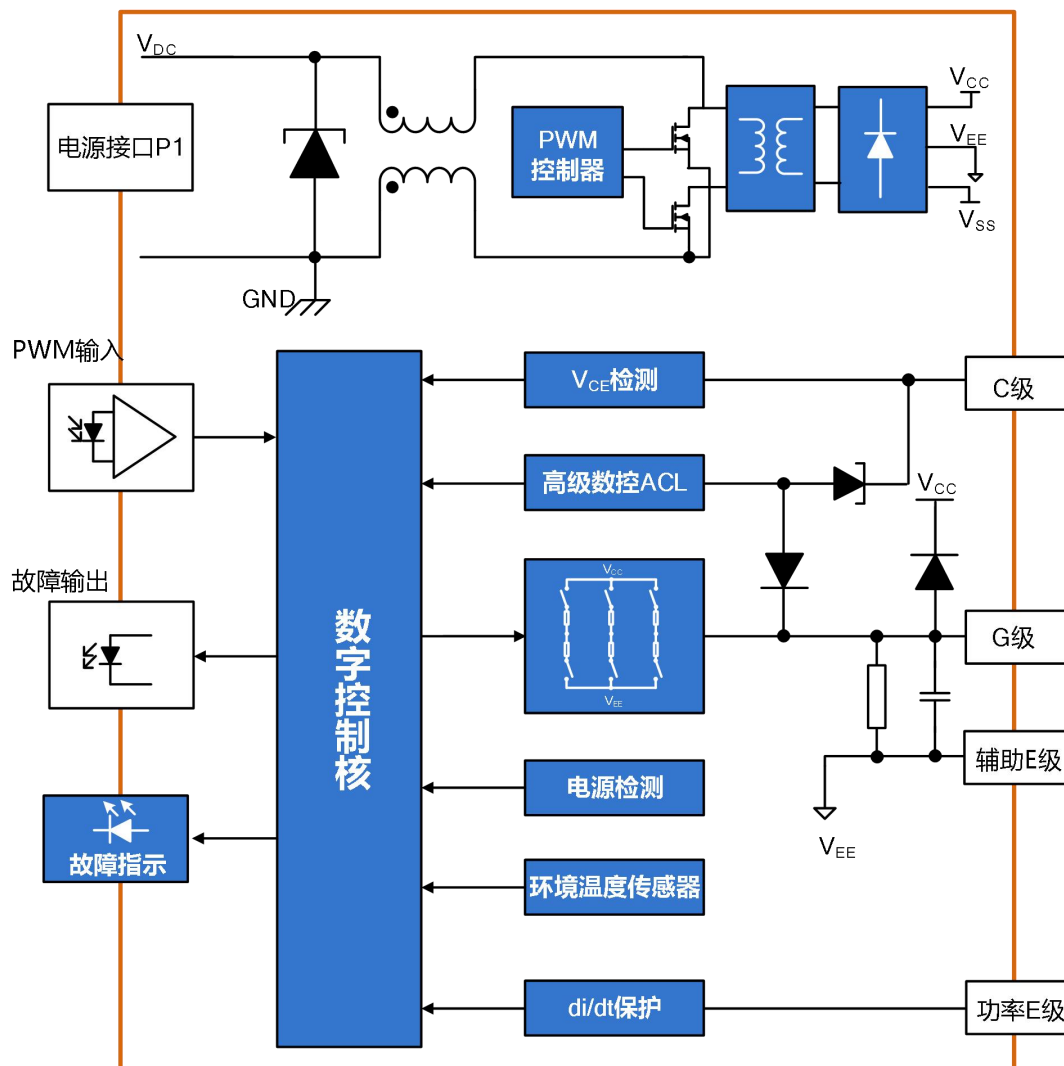 VDC
VCC
电源接口P1
PWM
控制器
VEE
VSS
GND
PWM输入
VCE检测
C级
高级数控ACL
VCC
故障输出
VCC
数字控制核
G级
VEE
电源检测
辅助E级
VEE
故障指示
环境温度传感器
di/dt保护
功率E级